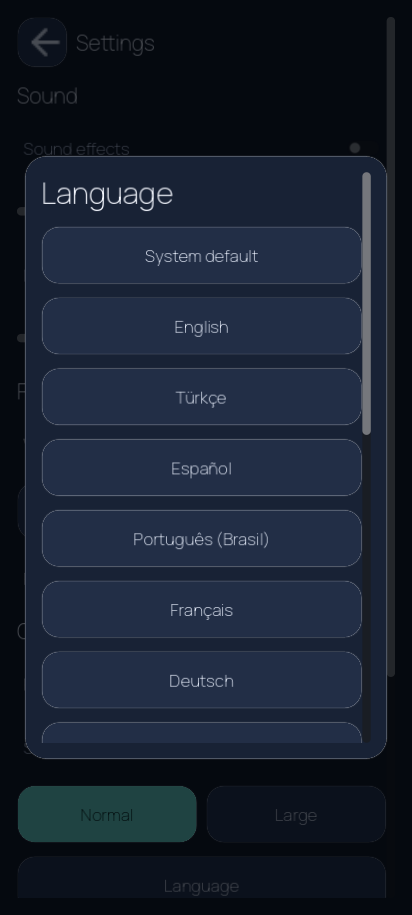 Settings
Sound
Sound effects
Language
System default
English
Türkçe
Español
Português (Brasil)
Français
Deutsch
Normal
Large
Language